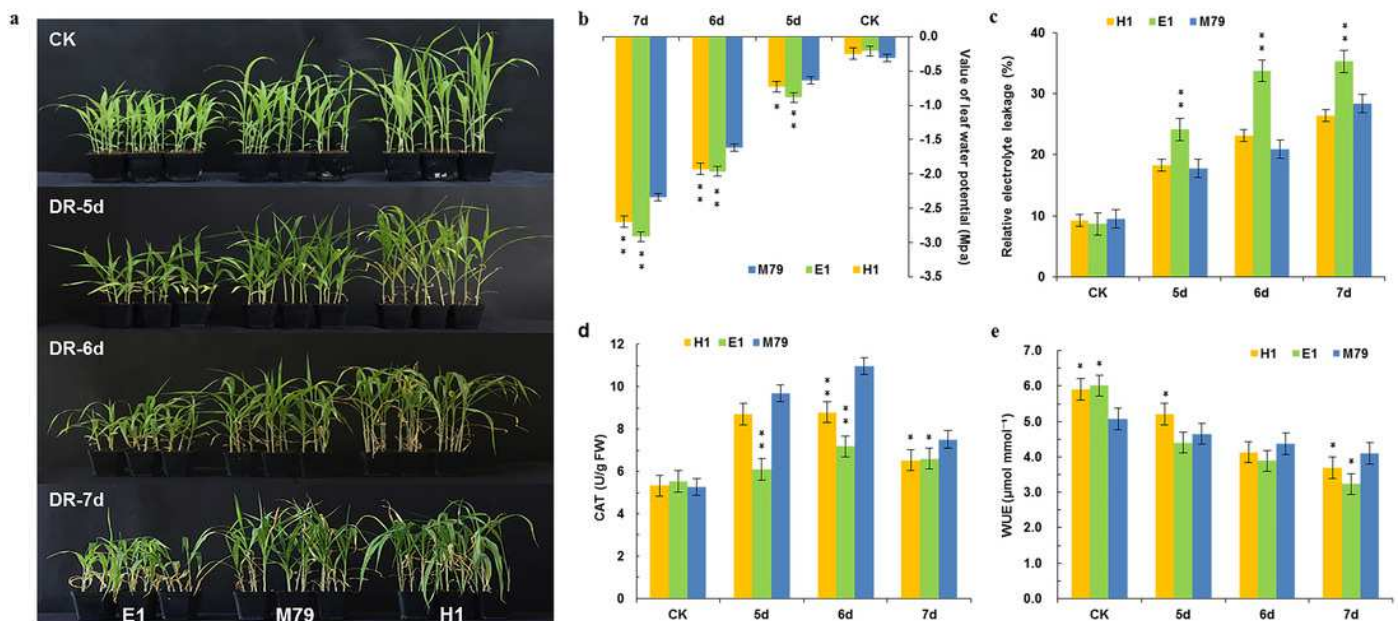 a
CK
DR-5d
DR-6d
DR-7d
E1 M79 H1
b
7d 6d 5d CK
0.0
-0.5
-1.0
-1.5
-2.0
-2.5
-3.0
-3.5
Value of leaf water potential (Mpa)
M79 E1 H1
* *
* *
* *
* *
*
* *
c
H1 E1 M79
Relative electrolyte leakage (%)
40
30
20
10
0
* *
* *
* *
CK 5d 6d 7d
d
H1 E1 M79
CAT (U/g FW)
12
10
8
6
4
2
0
* *
* *
* *
*
*
CK 5d 6d 7d
e
H1 E1 M79
WUE (μmol mmol⁻¹)
7.0
6.0
5.0
4.0
3.0
2.0
1.0
0.0
*
*
*
*
*
CK 5d 6d 7d